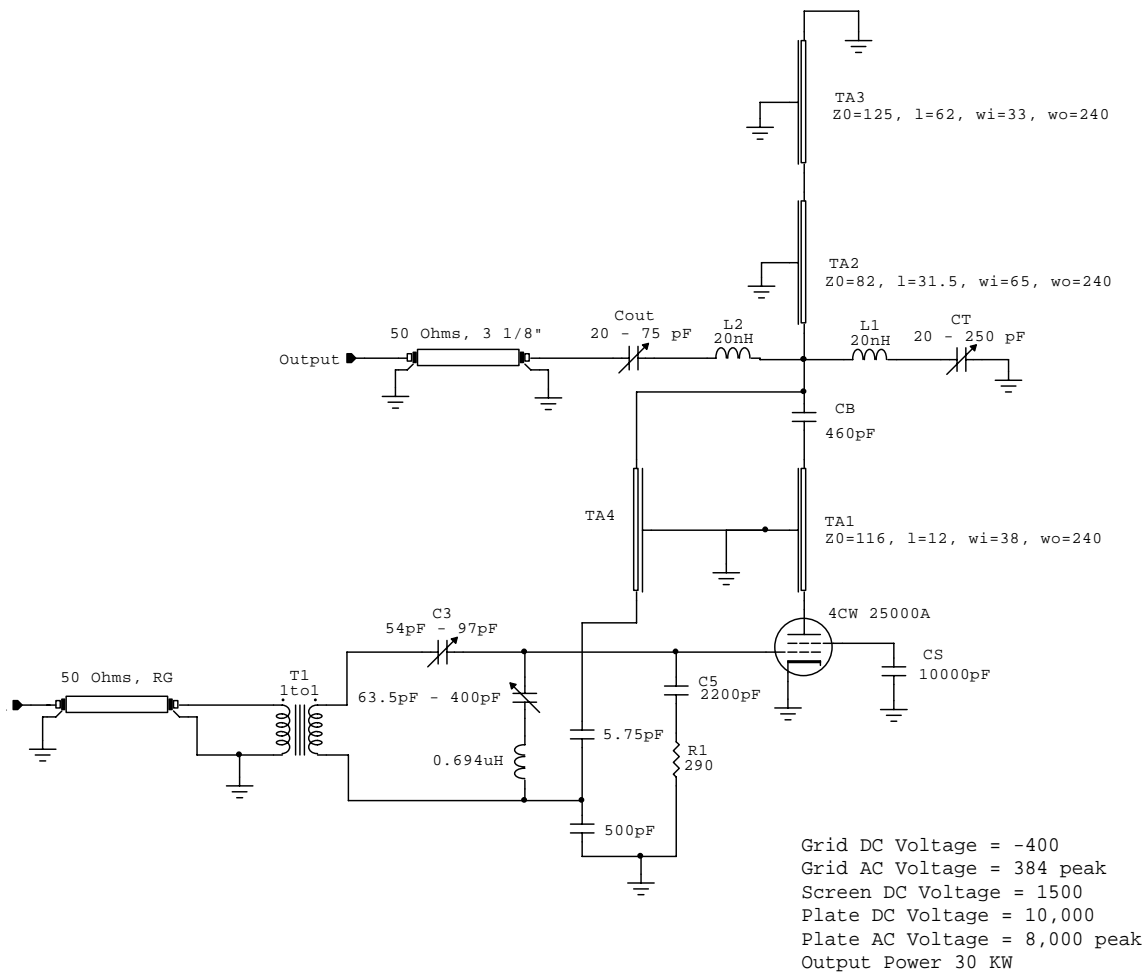 TA3
Z0=125, l=62, wi=33, wo=240
TA2
Z0=82, l=31.5, wi=65, wo=240
50 Ohms, 3 1/8"
Cout
20 - 75 pF
L2
20nH
L1
20nH
CT
20 - 250 pF
Output
CB
460pF
TA4
TA1
Z0=116, l=12, wi=38, wo=240
C3
54pF - 97pF
4CW 25000A
CS
10000pF
50 Ohms, RG
T1
1to1
63.5pF - 400pF
C5
2200pF
0.694uH
5.75pF
R1
290
500pF
Grid DC Voltage = -400
Grid AC Voltage = 384 peak
Screen DC Voltage = 1500
Plate DC Voltage = 10,000
Plate AC Voltage = 8,000 peak
Output Power 30 KW